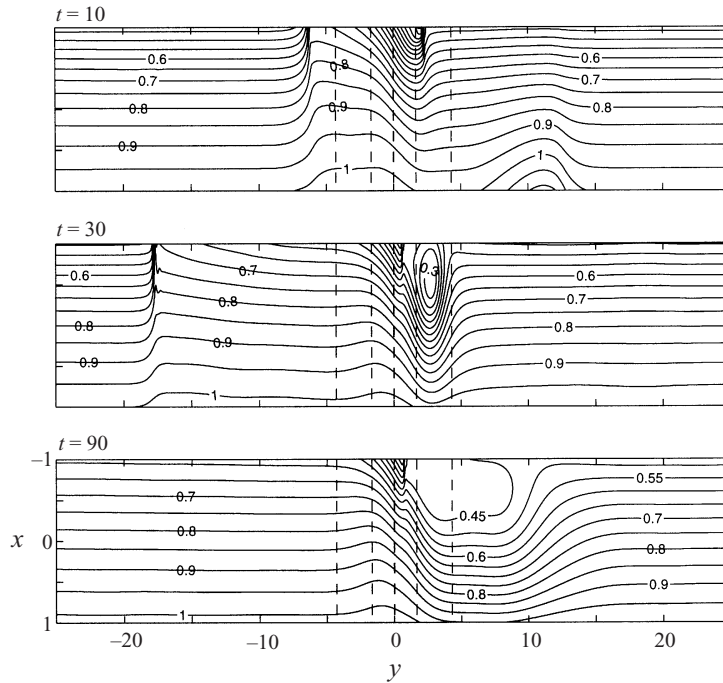 t = 10
0.6 0.8 0.6
0.7 0.7
0.8 0.9 0.8
0.9 0.9
1 1
t = 30
0.6 0.7 0.3 0.6
0.8 0.7
0.8 0.8
0.9 0.9 0.9
1
t = 90
–1
0.7 0.45 0.55
0.8 0.6 0.7
x 0 0.8
0.9 0.8 0.9
1 1
–20 –10 0 10 20
y